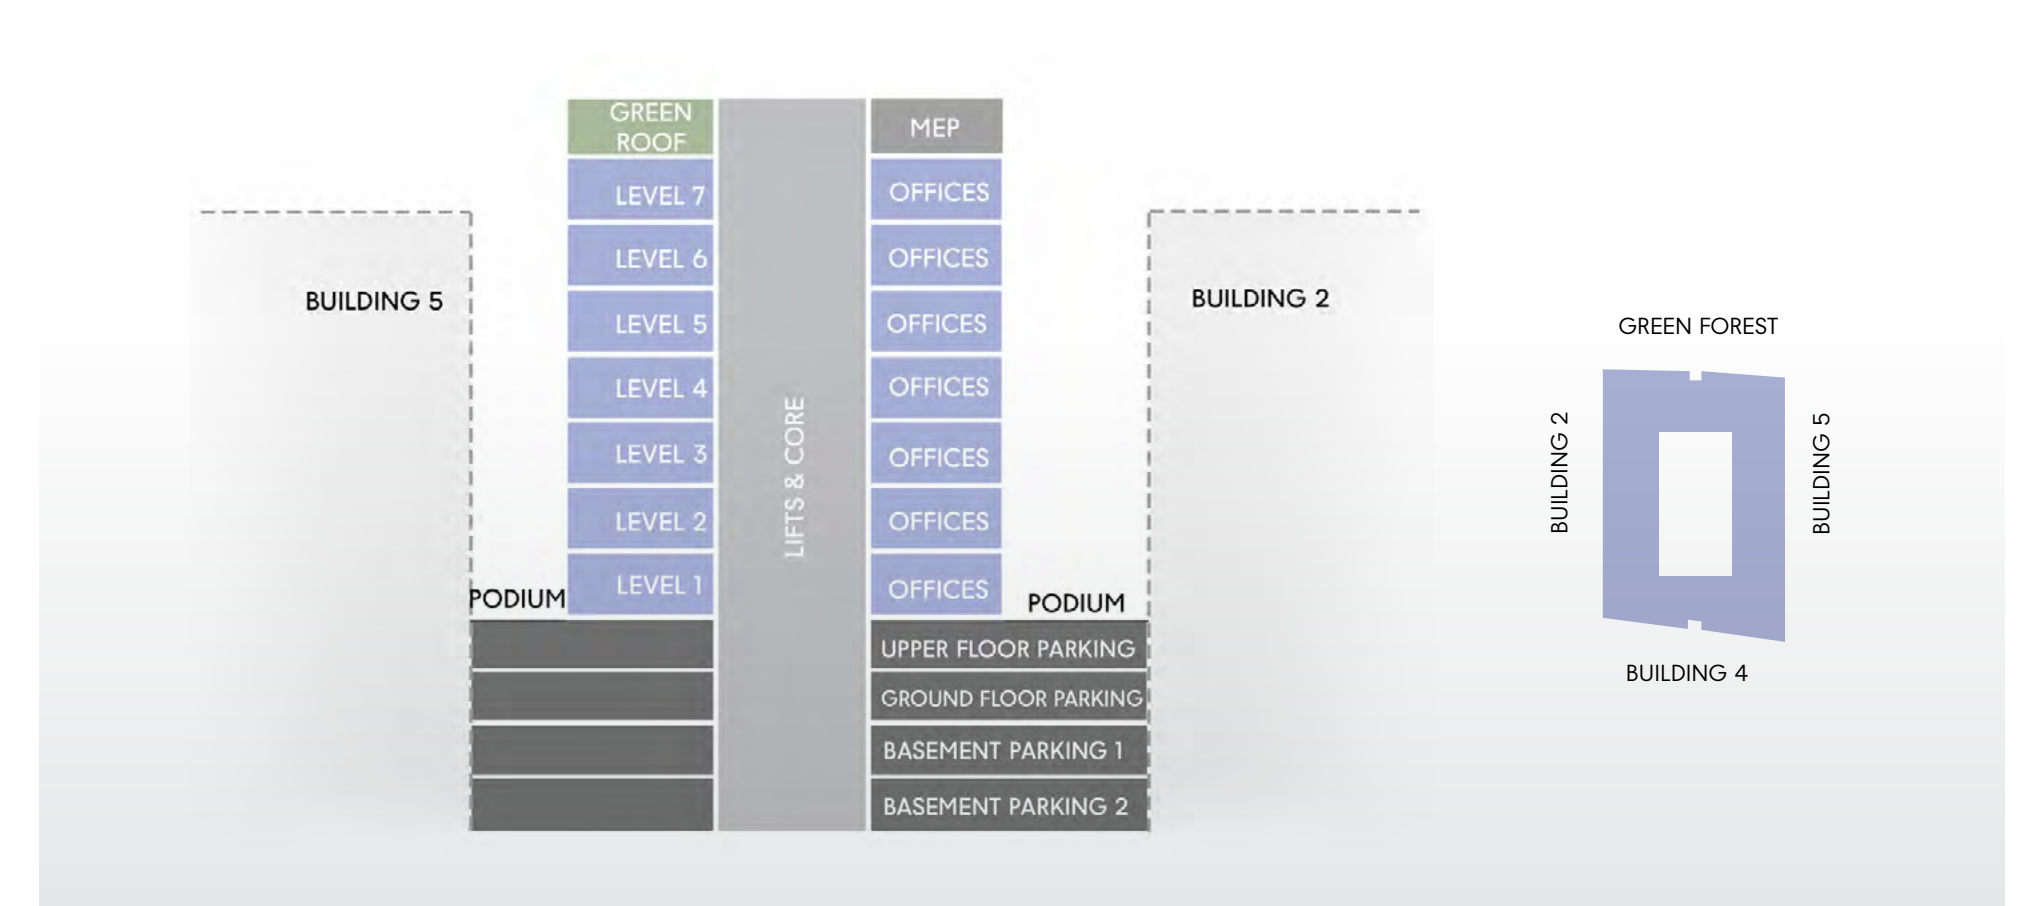 GREEN
ROOF
MEP
LEVEL 7
OFFICES
LEVEL 6
OFFICES
BUILDING 5
BUILDING 2
LEVEL 5
OFFICES
LEVEL 4
OFFICES
LEVEL 3
OFFICES
LEVEL 2
OFFICES
LEVEL 1
OFFICES
LIFTS & CORE
PODIUM
PODIUM
UPPER FLOOR PARKING
GROUND FLOOR PARKING
BASEMENT PARKING 1
BASEMENT PARKING 2
GREEN FOREST
BUILDING 2
BUILDING 5
BUILDING 4